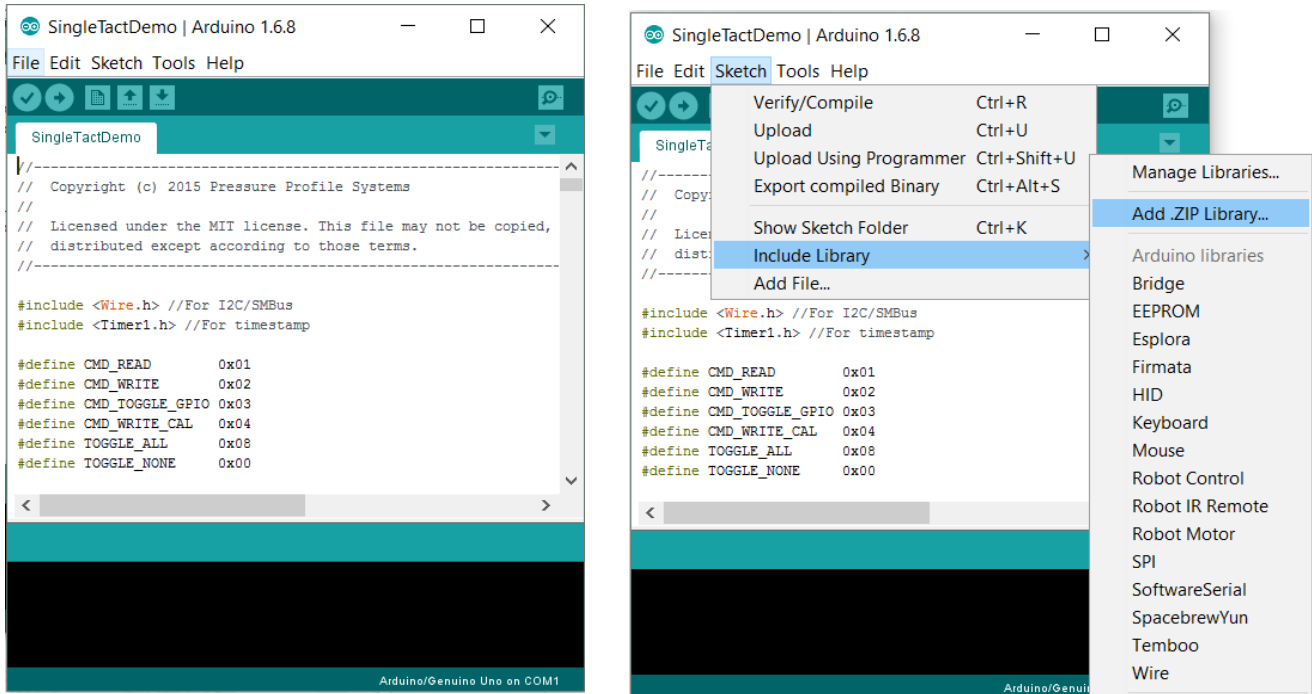 SingleTactDemo | Arduino 1.6.8
File Edit Sketch Tools Help
SingleTactDemo
//--------------------------------------------------------------
// Copyright (c) 2015 Pressure Profile Systems
//
// Licensed under the MIT license. This file may not be copied,
// distributed except according to those terms.
//--------------------------------------------------------------
#include <Wire.h> //For I2C/SMBus
#include <Timer1.h> //For timestamp
#define CMD_READ 0x01
#define CMD_WRITE 0x02
#define CMD_TOGGLE_GPIO 0x03
#define CMD_WRITE_CAL 0x04
#define TOGGLE_ALL 0x08
#define TOGGLE_NONE 0x00
Arduino/Genuino Uno on COM1
SingleTactDemo | Arduino 1.6.8
File Edit Sketch Tools Help
SingleTa
//------
// Copy
//
// Lice
// dist
//------
#include <Wire.h> //For I2C/SMBus
#include <Timer1.h> //For timestamp
#define CMD_READ 0x01
#define CMD_WRITE 0x02
#define CMD_TOGGLE_GPIO 0x03
#define CMD_WRITE_CAL 0x04
#define TOGGLE_ALL 0x08
#define TOGGLE_NONE 0x00
Arduino/Genui
Verify/Compile Ctrl+R
Upload Ctrl+U
Upload Using Programmer Ctrl+Shift+U
Export compiled Binary Ctrl+Alt+S
Show Sketch Folder Ctrl+K
Include Library
Add File...
Manage Libraries...
Add .ZIP Library...
Arduino libraries
Bridge
EEPROM
Esplora
Firmata
HID
Keyboard
Mouse
Robot Control
Robot IR Remote
Robot Motor
SPI
SoftwareSerial
SpacebrewYun
Temboo
Wire